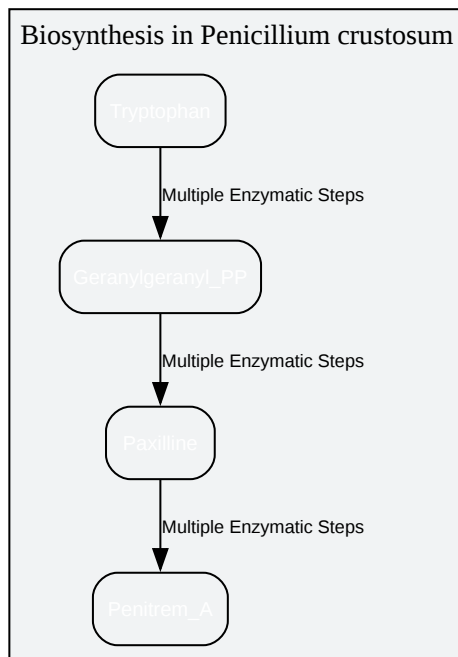 Biosynthesis in Penicillium crustosum
Tryptophan
Multiple Enzymatic Steps
Geranylgeranyl_PP
Multiple Enzymatic Steps
Paxilline
Multiple Enzymatic Steps
Penitrem_A